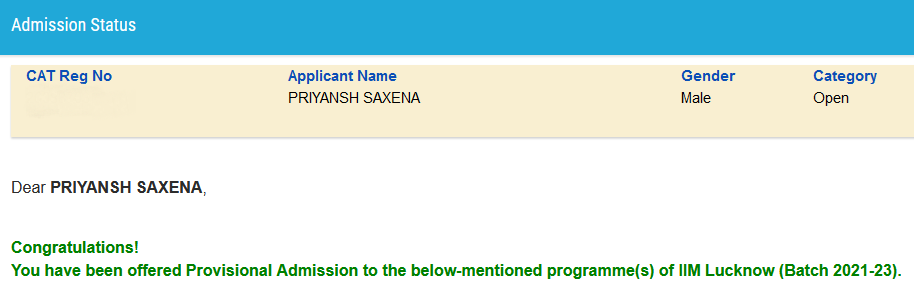 Admission Status
CAT Reg No Applicant Name Gender Category
PRIYANSH SAXENA Male Open
Dear PRIYANSH SAXENA,
Congratulations!
You have been offered Provisional Admission to the below-mentioned programme(s) of IIM Lucknow (Batch 2021-23).